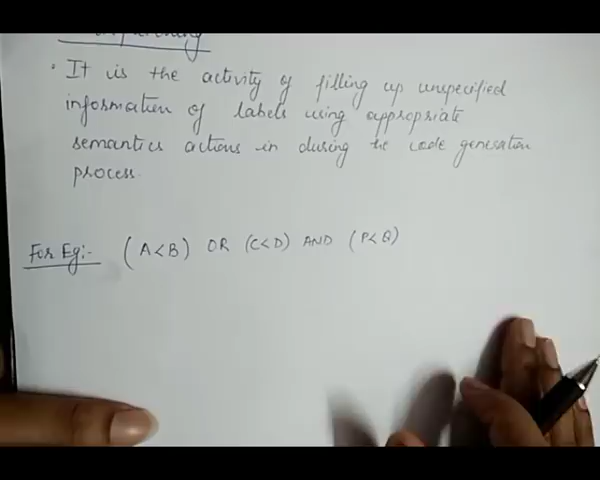 · It is the activity of filling up unspecified
information of labels using appropriate
semantics actions in during the code generation
process.
For Eg:- (A<B) OR (C<D) AND (P<Q)